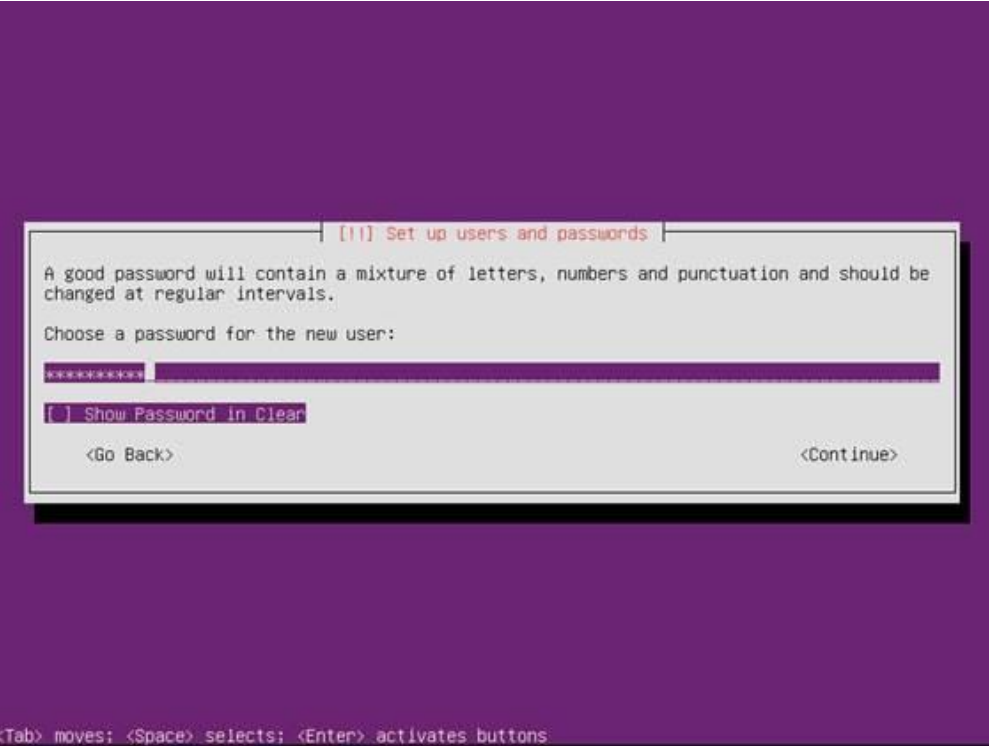 [!!] Set up users and passwords
A good password will contain a mixture of letters, numbers and punctuation and should be
changed at regular intervals.
Choose a password for the new user:
**********
[ ] Show Password in Clear
<Go Back> <Continue>
<Tab> moves; <Space> selects; <Enter> activates buttons